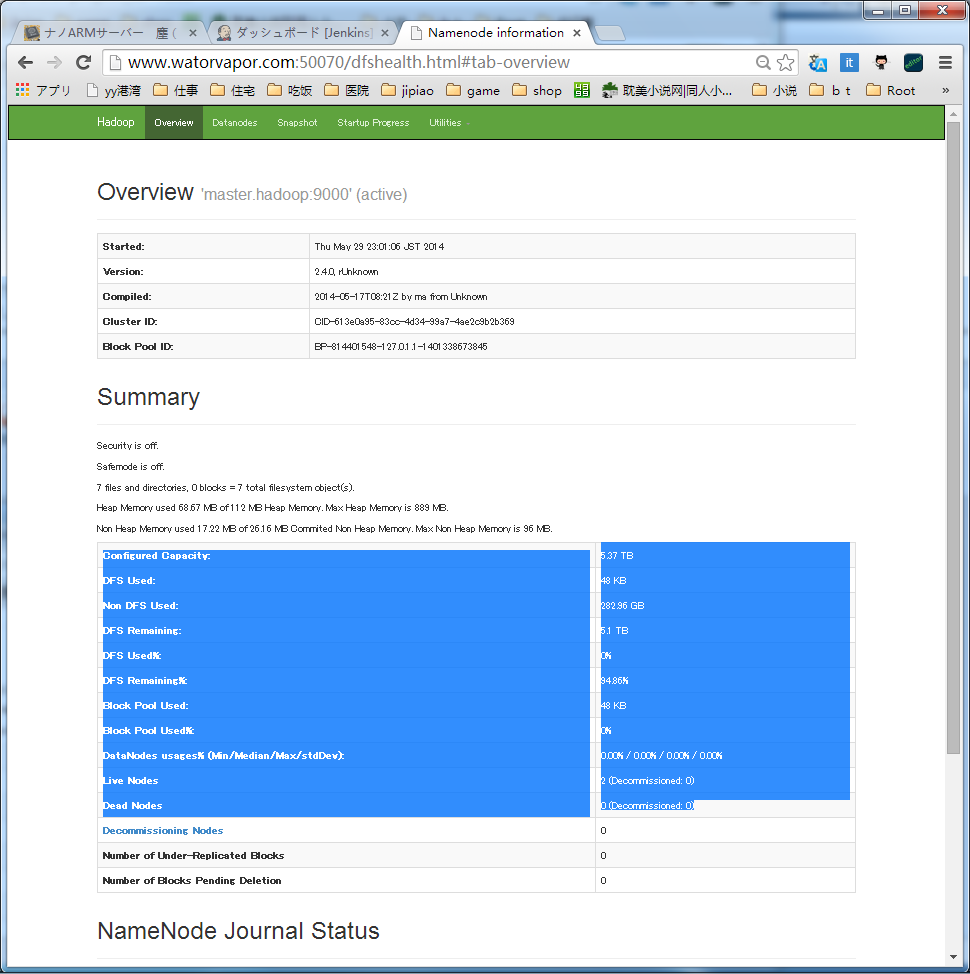 ナノARMサーバー 塵 (
ダッシュボード [Jenkins]
Namenode information
www.watorvapor.com:50070/dfshealth.html#tab-overview
アプリ yy港湾 仕事 住宅 吃饭 医院 jipiao game shop 耽美小说网|同人小... 小说 b t Root »
Hadoop Overview Datanodes Snapshot Startup Progress Utilities
Overview 'master.hadoop:9000' (active)
Started: Thu May 29 23:01:06 JST 2014
Version: 2.4.0, rUnknown
Compiled: 2014-05-17T08:21Z by ma from Unknown
Cluster ID: CID-613e0a95-83cc-4d34-99a7-4ae2c9b2b369
Block Pool ID: BP-814401548-127.0.1.1-1401338673845
Summary
Security is off.
Safemode is off.
7 files and directories, 0 blocks = 7 total filesystem object(s).
Heap Memory used 68.67 MB of 112 MB Heap Memory. Max Heap Memory is 889 MB.
Non Heap Memory used 17.22 MB of 26.16 MB Commited Non Heap Memory. Max Non Heap Memory is 96 MB.
Configured Capacity: 5.37 TB
DFS Used: 48 KB
Non DFS Used: 282.96 GB
DFS Remaining: 5.1 TB
DFS Used%: 0%
DFS Remaining%: 94.86%
Block Pool Used: 48 KB
Block Pool Used%: 0%
DataNodes usages% (Min/Median/Max/stdDev): 0.00% / 0.00% / 0.00% / 0.00%
Live Nodes 2 (Decommissioned: 0)
Dead Nodes 0 (Decommissioned: 0)
Decommissioning Nodes 0
Number of Under-Replicated Blocks 0
Number of Blocks Pending Deletion 0
NameNode Journal Status